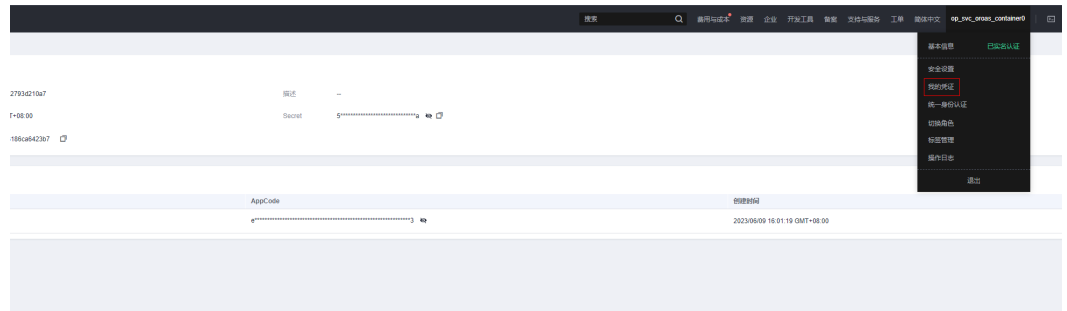 搜索 费用与成本 资源 企业 开发工具 备案 支持与服务 工单 简体中文 op_svc_oroas_container0
基本信息 已实名认证
安全设置
我的凭证
统一身份认证
切换角色
标签管理
操作日志
退出
2793d210a7 描述 --
T+08:00 Secret 5****************************a
186ca6423b7
AppCode 创建时间
e************************************************************3 2023/06/09 16:01:19 GMT+08:00